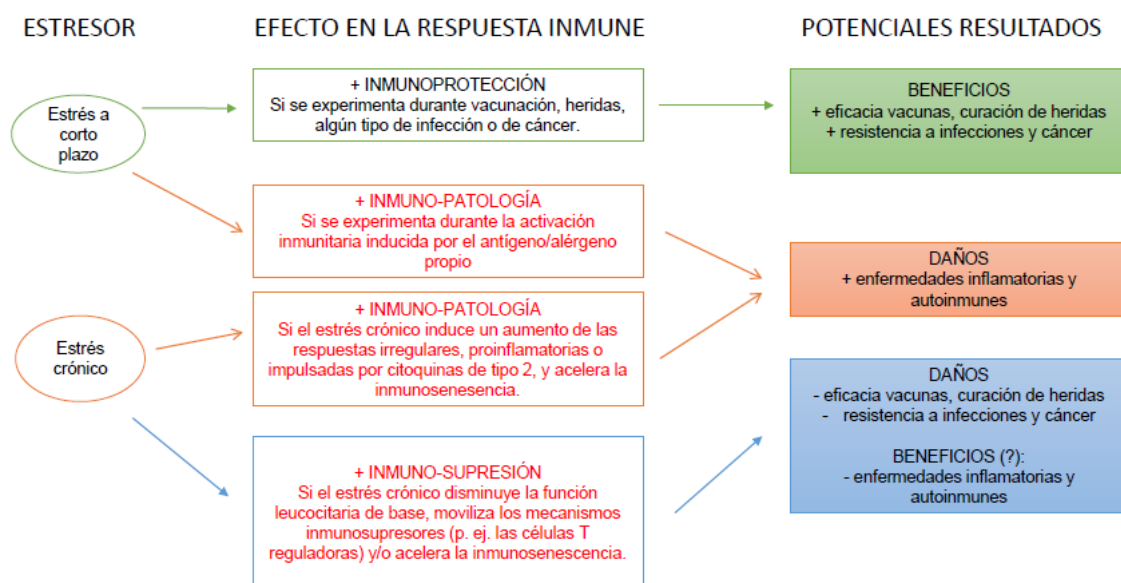 ESTRESOR
EFECTO EN LA RESPUESTA INMUNE
POTENCIALES RESULTADOS
Estrés a
corto
plazo
+ INMUNOPROTECCIÓN
Si se experimenta durante vacunación, heridas,
algún tipo de infección o de cáncer.
BENEFICIOS
+ eficacia vacunas, curación de heridas
+ resistencia a infecciones y cáncer
+ INMUNO-PATOLOGÍA
Si se experimenta durante la activación
inmunitaria inducida por el antígeno/alérgeno
propio
DAÑOS
+ enfermedades inflamatorias y
autoinmunes
Estrés
crónico
+ INMUNO-PATOLOGÍA
Si el estrés crónico induce un aumento de las
respuestas irregulares, proinflamatorias o
impulsadas por citoquinas de tipo 2, y acelera la
inmunosenesencia.
+ INMUNO-SUPRESIÓN
Si el estrés crónico disminuye la función
leucocitaria de base, moviliza los mecanismos
inmunosupresores (p. ej. las células T
reguladoras) y/o acelera la inmunosenescencia.
DAÑOS
- eficacia vacunas, curación de heridas
- resistencia a infecciones y cáncer
BENEFICIOS (?):
- enfermedades inflamatorias y
autoinmunes